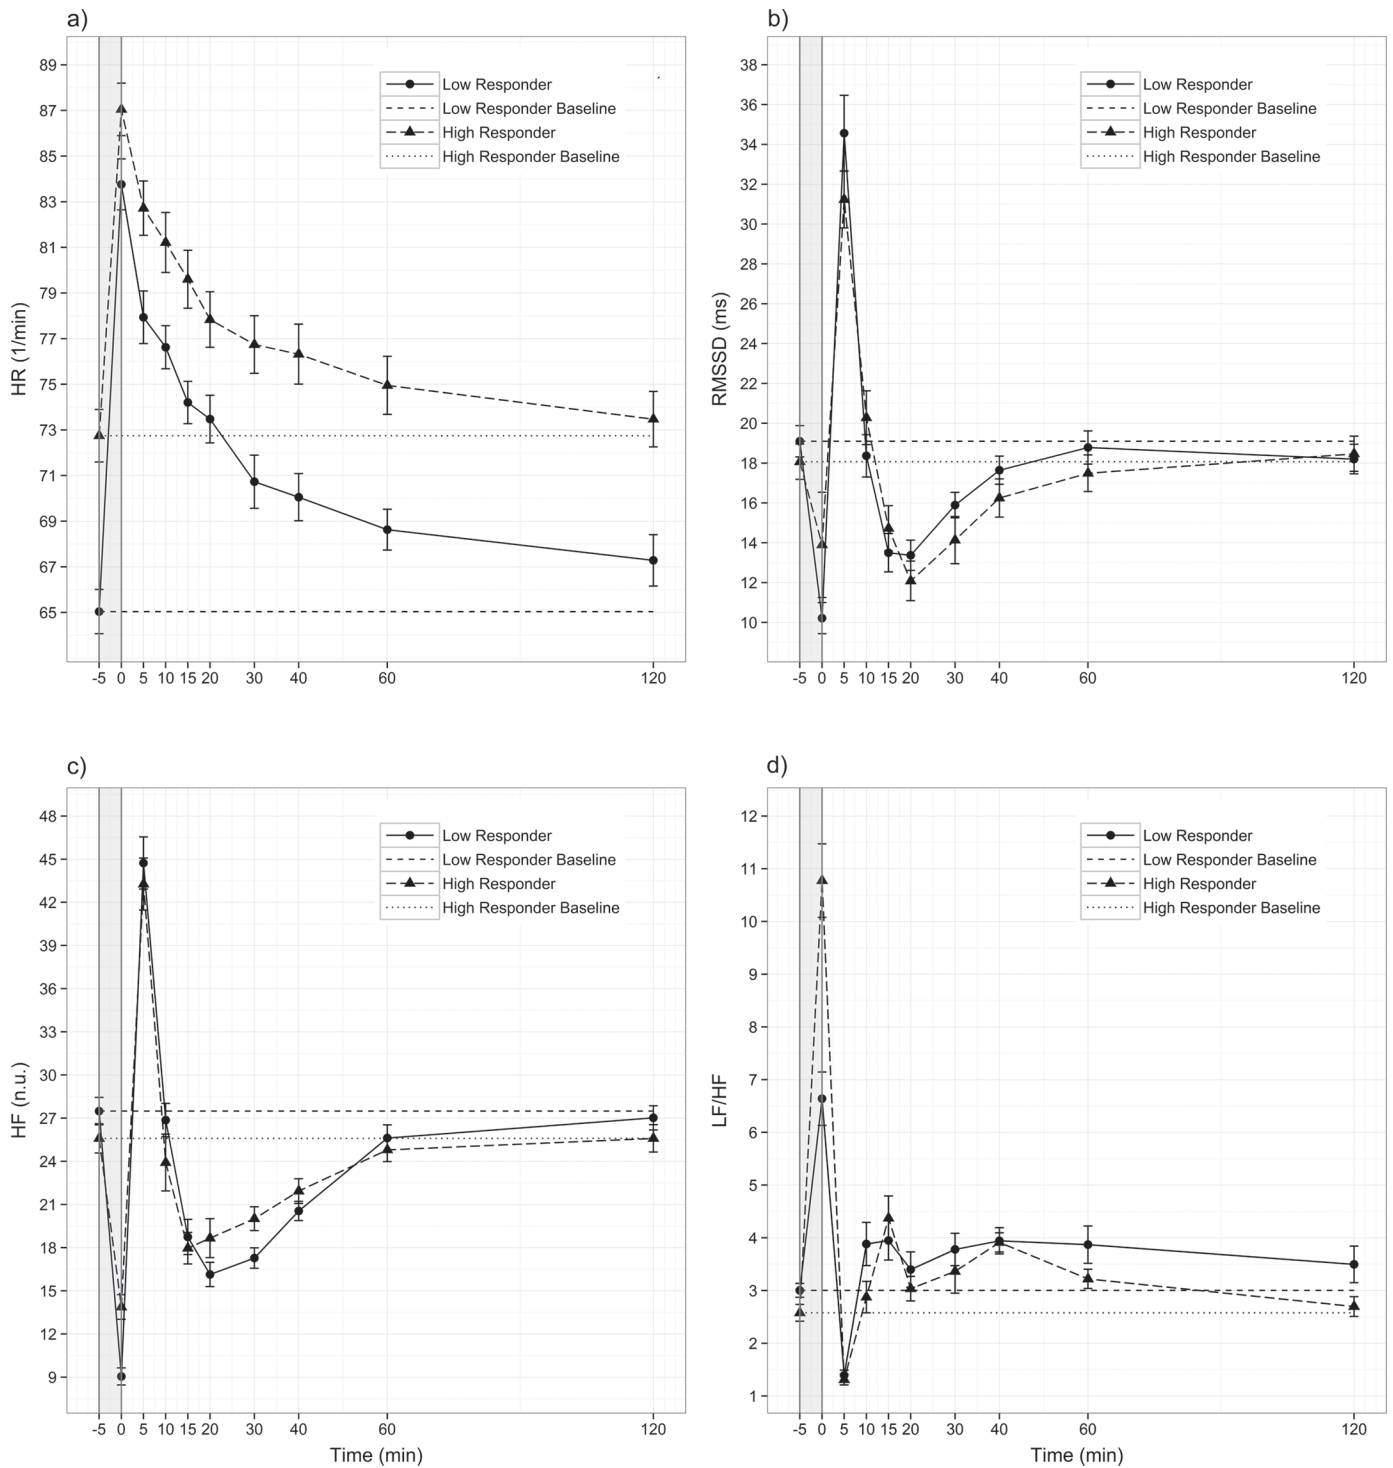 a)
HR (1/min)
89
87
85
83
81
79
77
75
73
71
69
67
65
Low Responder
Low Responder Baseline
High Responder
High Responder Baseline
-5 0 5 10 15 20 30 40 60 120
b)
RMSSD (ms)
38
36
34
32
30
28
26
24
22
20
18
16
14
12
10
Low Responder
Low Responder Baseline
High Responder
High Responder Baseline
-5 0 5 10 15 20 30 40 60 120
c)
HF (n.u.)
48
45
42
39
36
33
30
27
24
21
18
15
12
9
Low Responder
Low Responder Baseline
High Responder
High Responder Baseline
-5 0 5 10 15 20 30 40 60 120
Time (min)
d)
LF/HF
12
11
10
9
8
7
6
5
4
3
2
1
Low Responder
Low Responder Baseline
High Responder
High Responder Baseline
-5 0 5 10 15 20 30 40 60 120
Time (min)